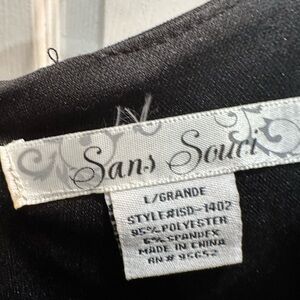 Sans Souci
L/GRANDE
STYLE#ISD-1402
95% POLYESTER
5% SPANDEX
MADE IN CHINA
RN# 95652